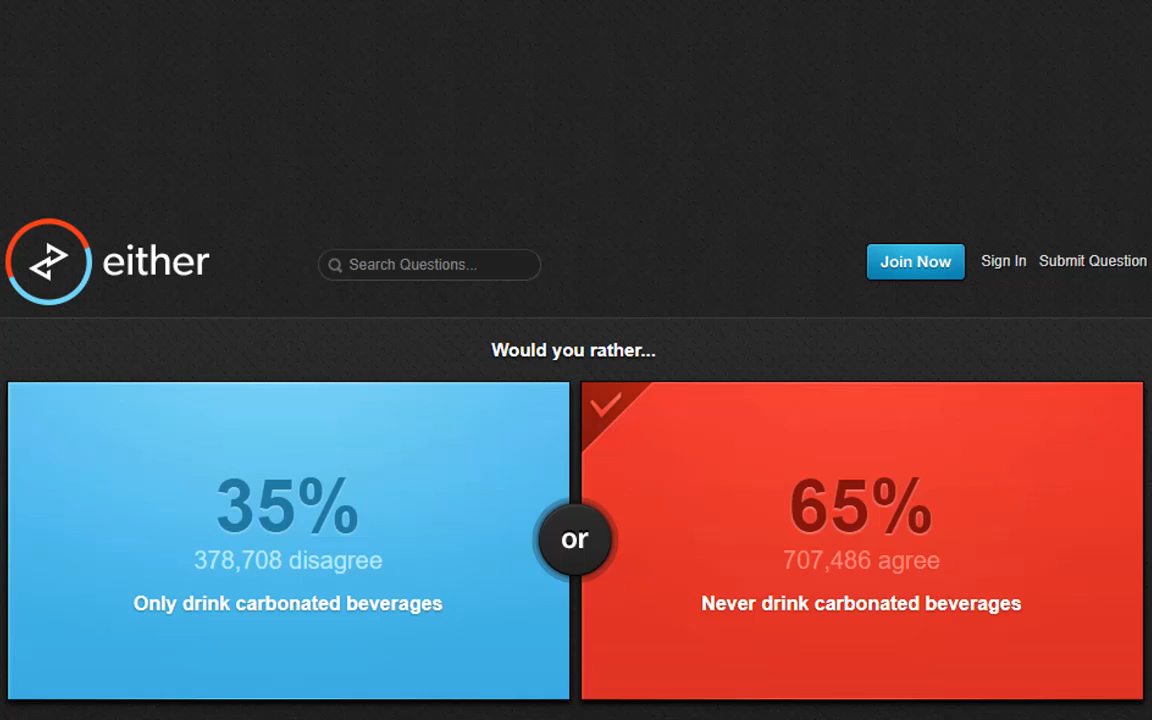 either
Search Questions...
Join Now
Sign In
Submit Question
Would you rather...
35%
378,708 disagree
Only drink carbonated beverages
or
65%
707,486 agree
Never drink carbonated beverages